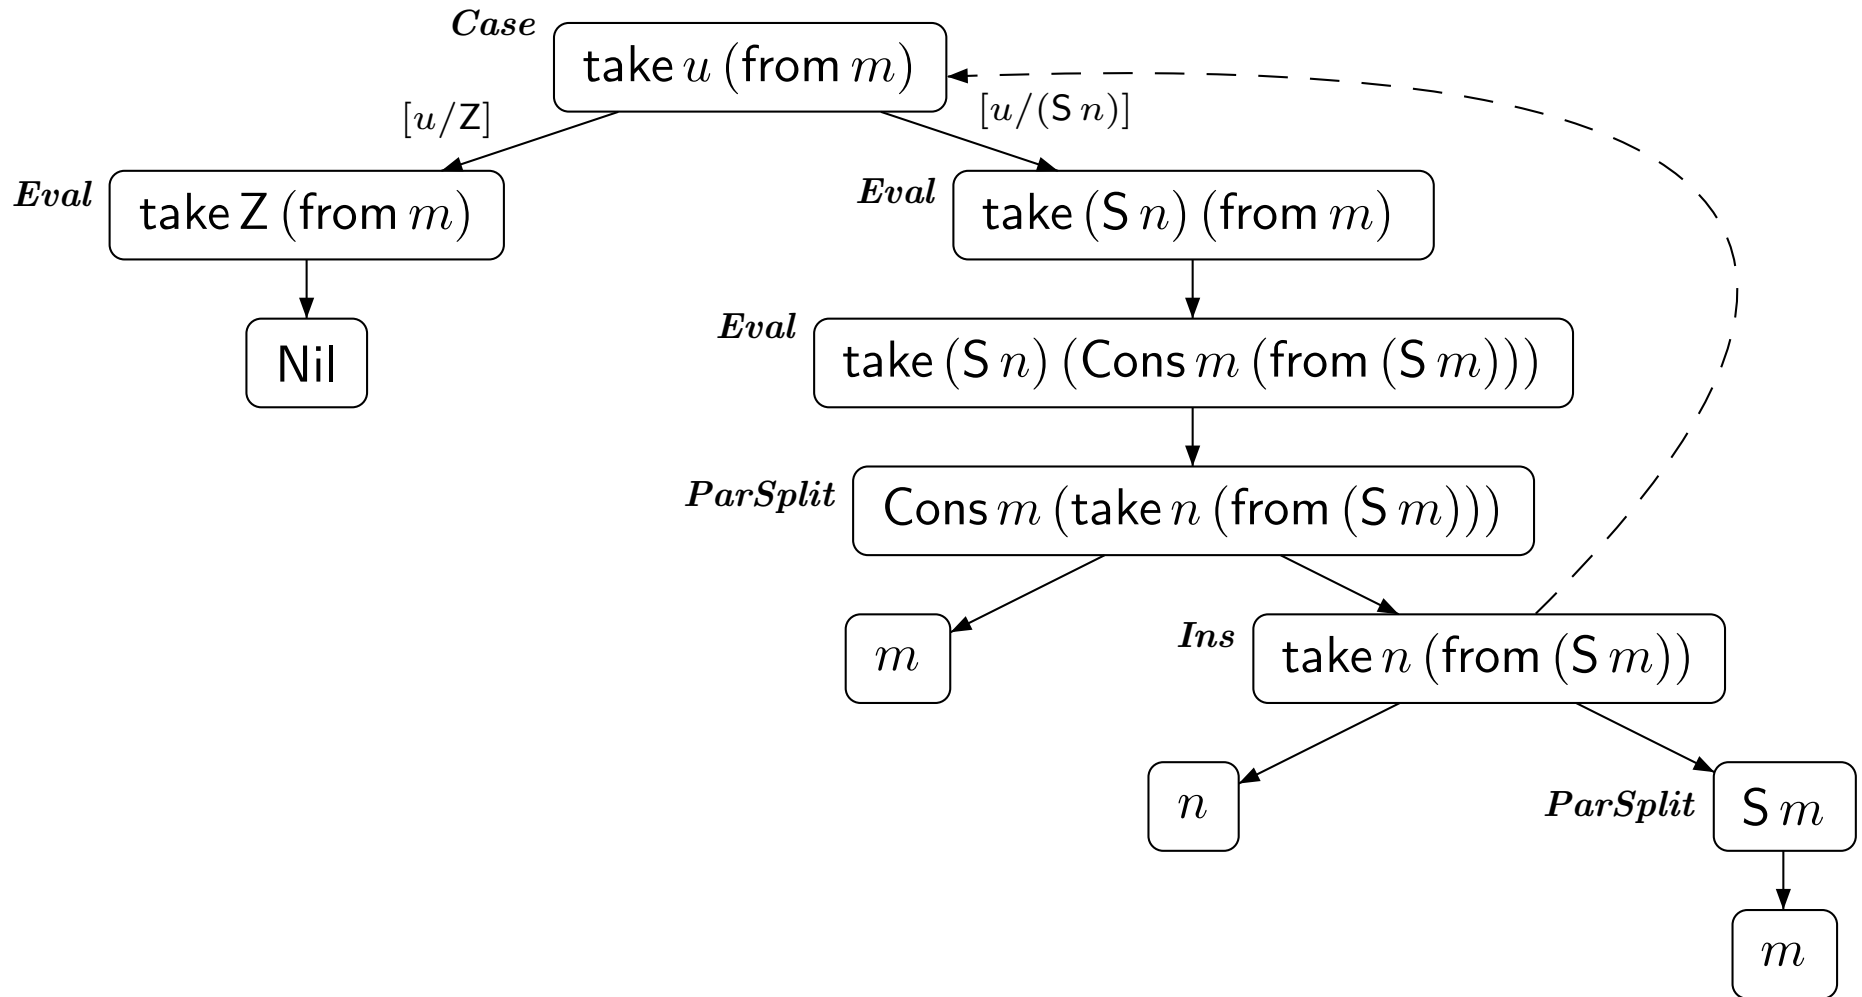 Case
take u (from m)
[u/Z]
[u/(S n)]
Eval
take Z (from m)
Eval
take (S n) (from m)
Nil
Eval
take (S n) (Cons m (from (S m)))
ParSplit
Cons m (take n (from (S m)))
m
Ins
take n (from (S m))
n
ParSplit
S m
m